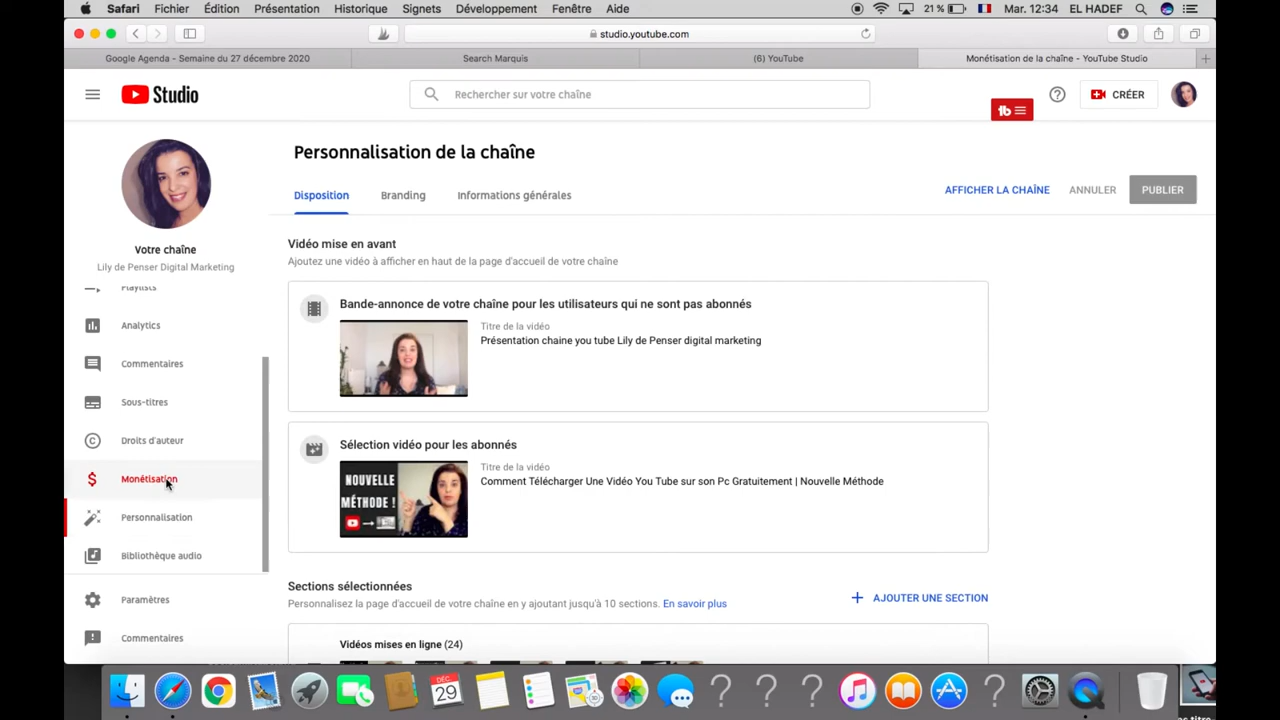 Safari Fichier Édition Présentation Historique Signets Développement Fenêtre Aide 21 % Mar. 12:34 EL HADEF
studio.youtube.com
Google Agenda - Semaine du 27 décembre 2020 Search Marquis (6) YouTube Monétisation de la chaîne - YouTube Studio
Studio Rechercher sur votre chaîne CRÉER
tb
Votre chaîne
Lily de Penser Digital Marketing
Playlists
Analytics
Commentaires
Sous-titres
Droits d'auteur
Monétisation
Personnalisation
Bibliothèque audio
Paramètres
Commentaires
Personnalisation de la chaîne
Disposition Branding Informations générales AFFICHER LA CHAÎNE ANNULER PUBLIER
Vidéo mise en avant
Ajoutez une vidéo à afficher en haut de la page d'accueil de votre chaîne
Bande-annonce de votre chaîne pour les utilisateurs qui ne sont pas abonnés
Titre de la vidéo
Présentation chaine you tube Lily de Penser digital marketing
Sélection vidéo pour les abonnés
NOUVELLE
MÉTHODE !
Titre de la vidéo
Comment Télécharger Une Vidéo You Tube sur son Pc Gratuitement | Nouvelle Méthode
Sections sélectionnées
Personnalisez la page d'accueil de votre chaîne en y ajoutant jusqu'à 10 sections. En savoir plus
AJOUTER UNE SECTION
Vidéos mises en ligne (24)
DÉC.
29